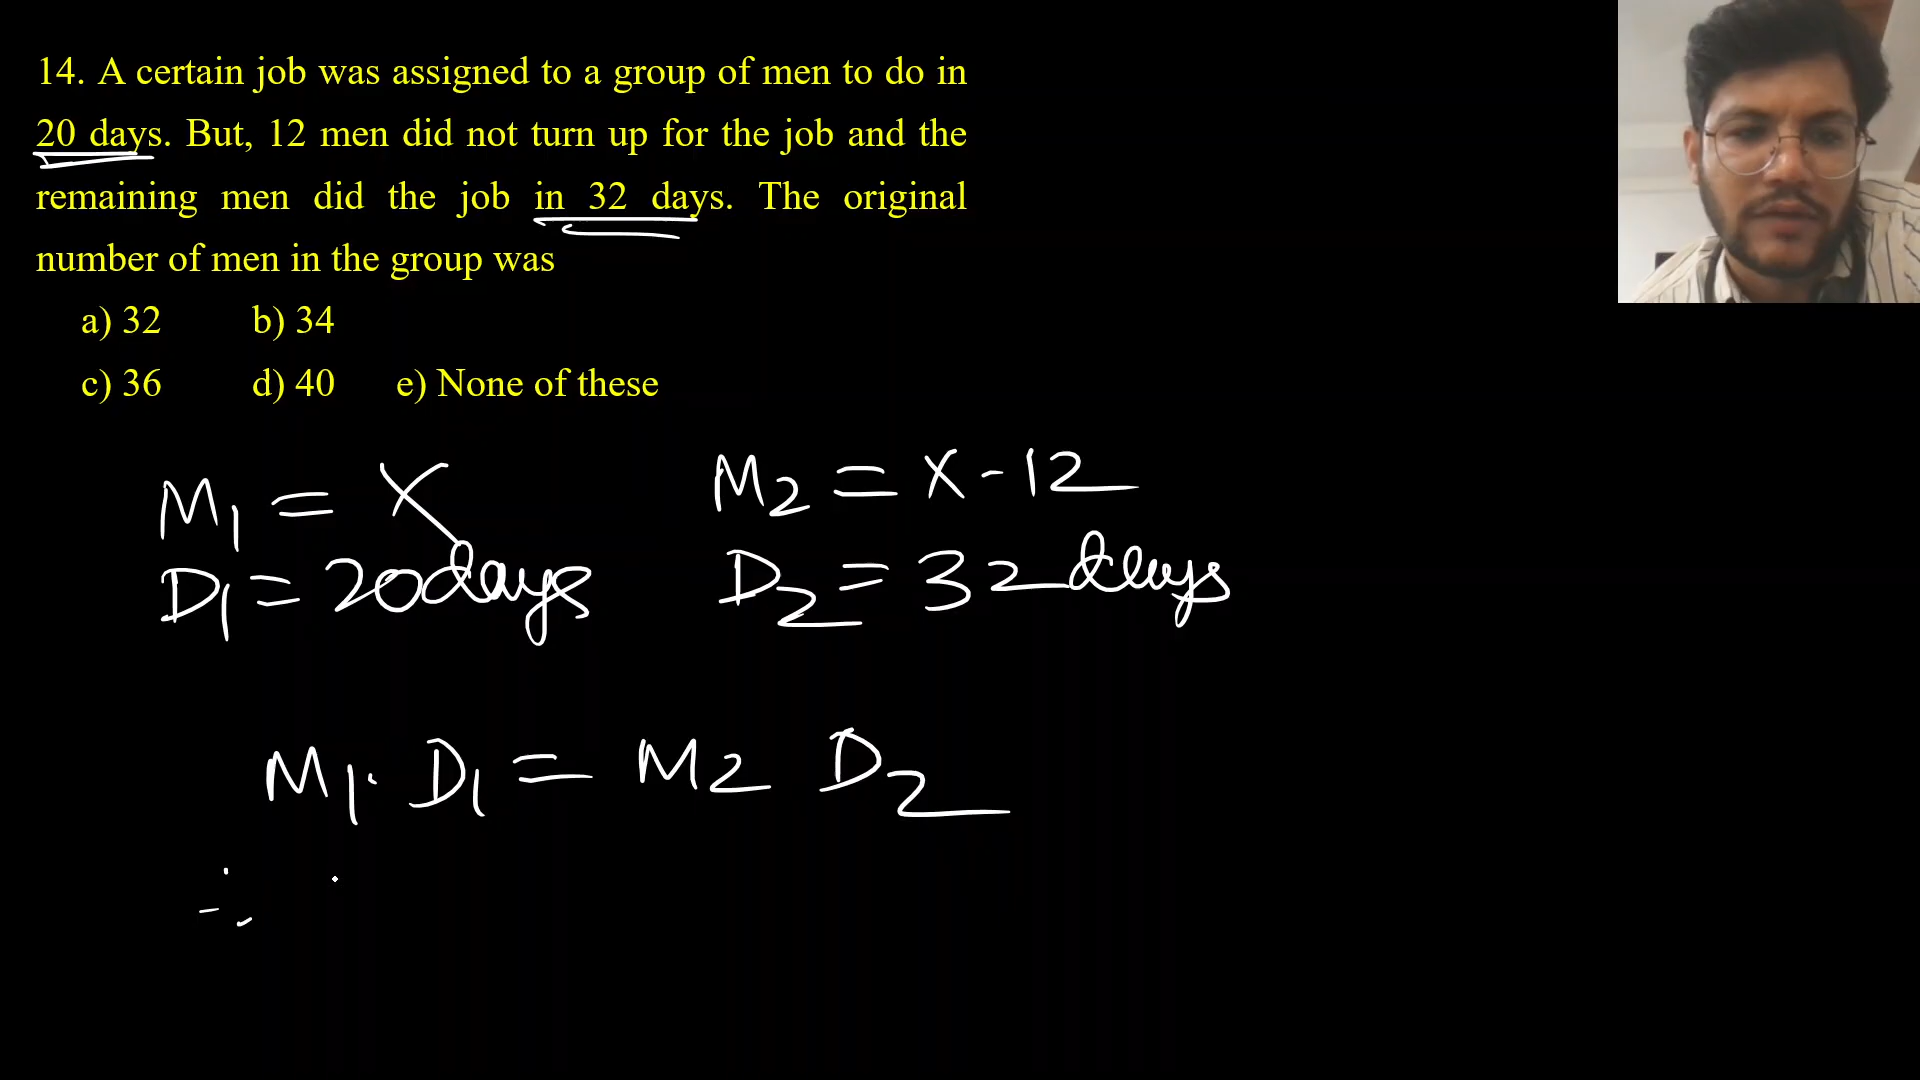 14. A certain job was assigned to a group of men to do in
20 days. But, 12 men did not turn up for the job and the
remaining men did the job in 32 days. The original
number of men in the group was
a) 32 b) 34
c) 36 d) 40 e) None of these
M₁ = X M₂ = X - 12
D₁ = 20 days D₂ = 32 days
M₁. D₁ = M₂ D₂
∴